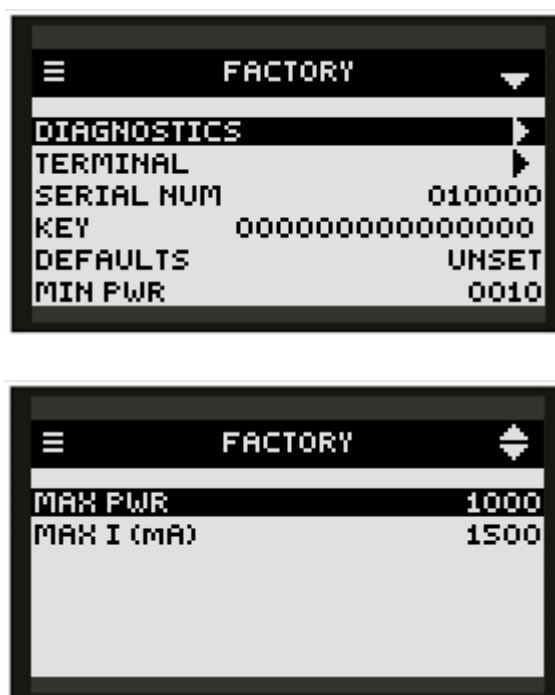 FACTORY
DIAGNOSTICS
TERMINAL
SERIAL NUM 010000
KEY 000000000000000
DEFAULTS UNSET
MIN PWR 0010
FACTORY
MAX PWR 1000
MAX I (mA) 1500